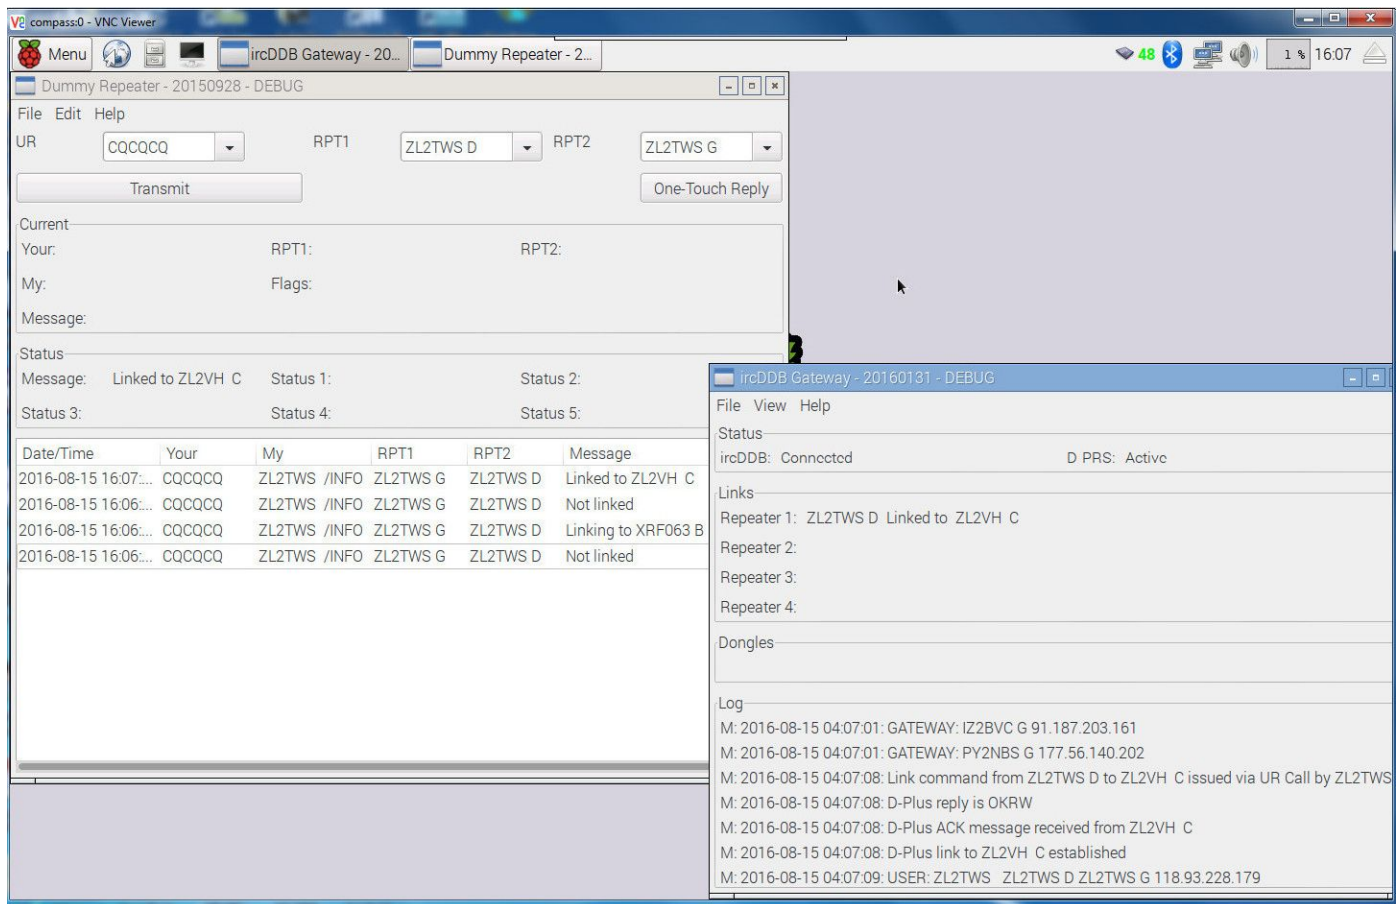 compass:0 - VNC Viewer
Menu ircDDB Gateway - 20... Dummy Repeater - 2... 48 1 % 16:07
Dummy Repeater - 20150928 - DEBUG
File Edit Help
UR CQCQCQ RPT1 ZL2TWS D RPT2 ZL2TWS G
Transmit One-Touch Reply
Current
Your: RPT1: RPT2:
My: Flags:
Message:
Status
Message: Linked to ZL2VH C Status 1: Status 2:
Status 3: Status 4: Status 5:
Date/Time Your My RPT1 RPT2 Message
2016-08-15 16:07:... CQCQCQ ZL2TWS /INFO ZL2TWS G ZL2TWS D Linked to ZL2VH C
2016-08-15 16:06:... CQCQCQ ZL2TWS /INFO ZL2TWS G ZL2TWS D Not linked
2016-08-15 16:06:... CQCQCQ ZL2TWS /INFO ZL2TWS G ZL2TWS D Linking to XRF063 B
2016-08-15 16:06:... CQCQCQ ZL2TWS /INFO ZL2TWS G ZL2TWS D Not linked
ircDDB Gateway - 20160131 - DEBUG
File View Help
Status
ircDDB: Connected D PRS: Active
Links
Repeater 1: ZL2TWS D Linked to ZL2VH C
Repeater 2:
Repeater 3:
Repeater 4:
Dongles
Log
M: 2016-08-15 04:07:01: GATEWAY: IZ2BVC G 91.187.203.161
M: 2016-08-15 04:07:01: GATEWAY: PY2NBS G 177.56.140.202
M: 2016-08-15 04:07:08: Link command from ZL2TWS D to ZL2VH C issued via UR Call by ZL2TWS
M: 2016-08-15 04:07:08: D-Plus reply is OKRW
M: 2016-08-15 04:07:08: D-Plus ACK message received from ZL2VH C
M: 2016-08-15 04:07:08: D-Plus link to ZL2VH C established
M: 2016-08-15 04:07:09: USER: ZL2TWS ZL2TWS D ZL2TWS G 118.93.228.179